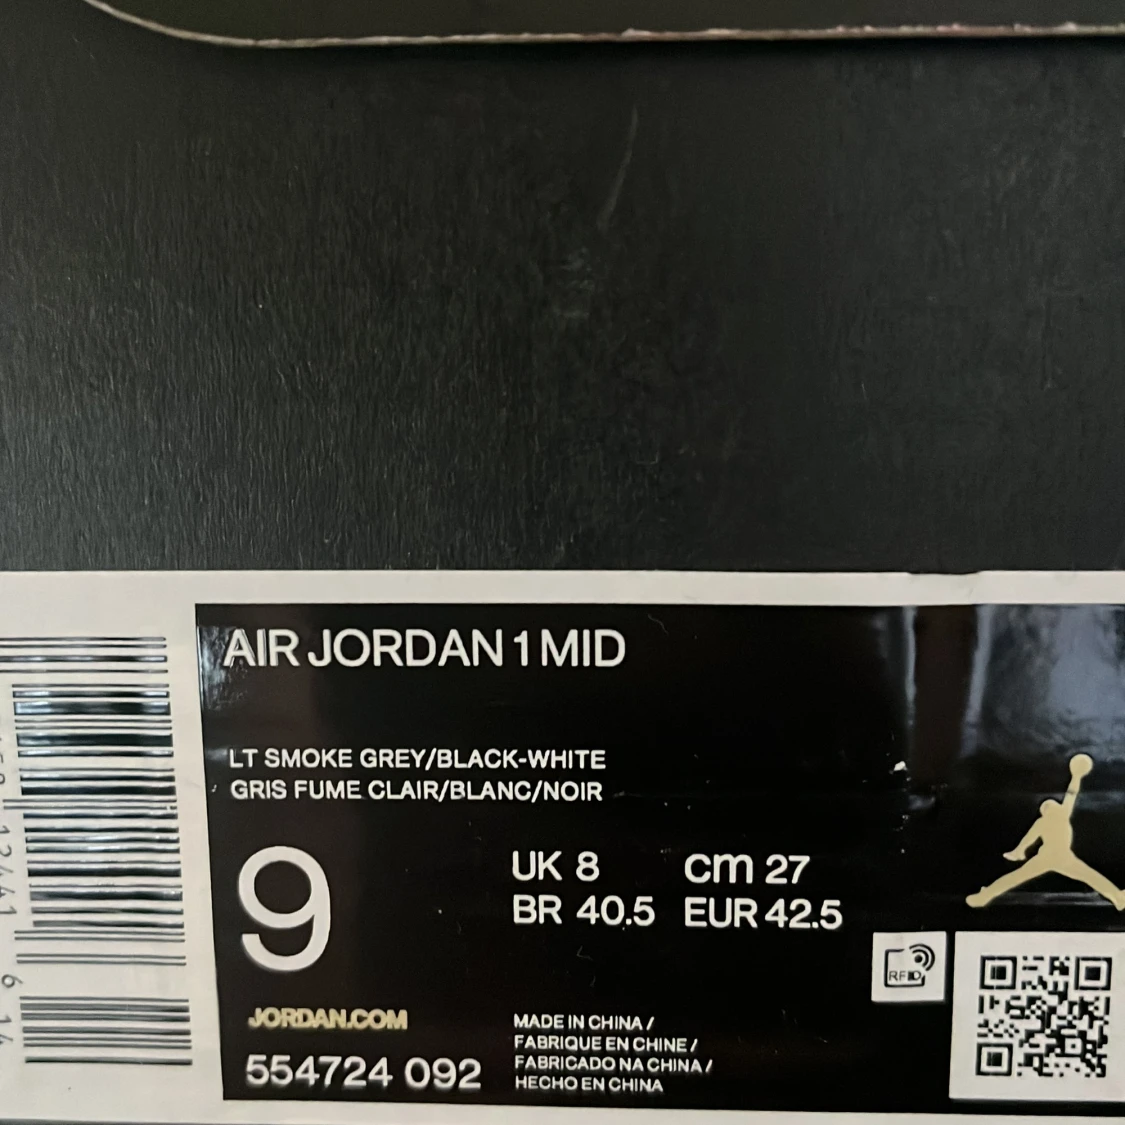 AIR JORDAN 1 MID
LT SMOKE GREY/BLACK-WHITE
GRIS FUME CLAIR/BLANC/NOIR
9
UK 8
cm 27
BR 40.5
EUR 42.5
RFID
JORDAN.COM
554724 092
MADE IN CHINA /
FABRIQUE EN CHINE /
FABRICADO NA CHINA /
HECHO EN CHINA